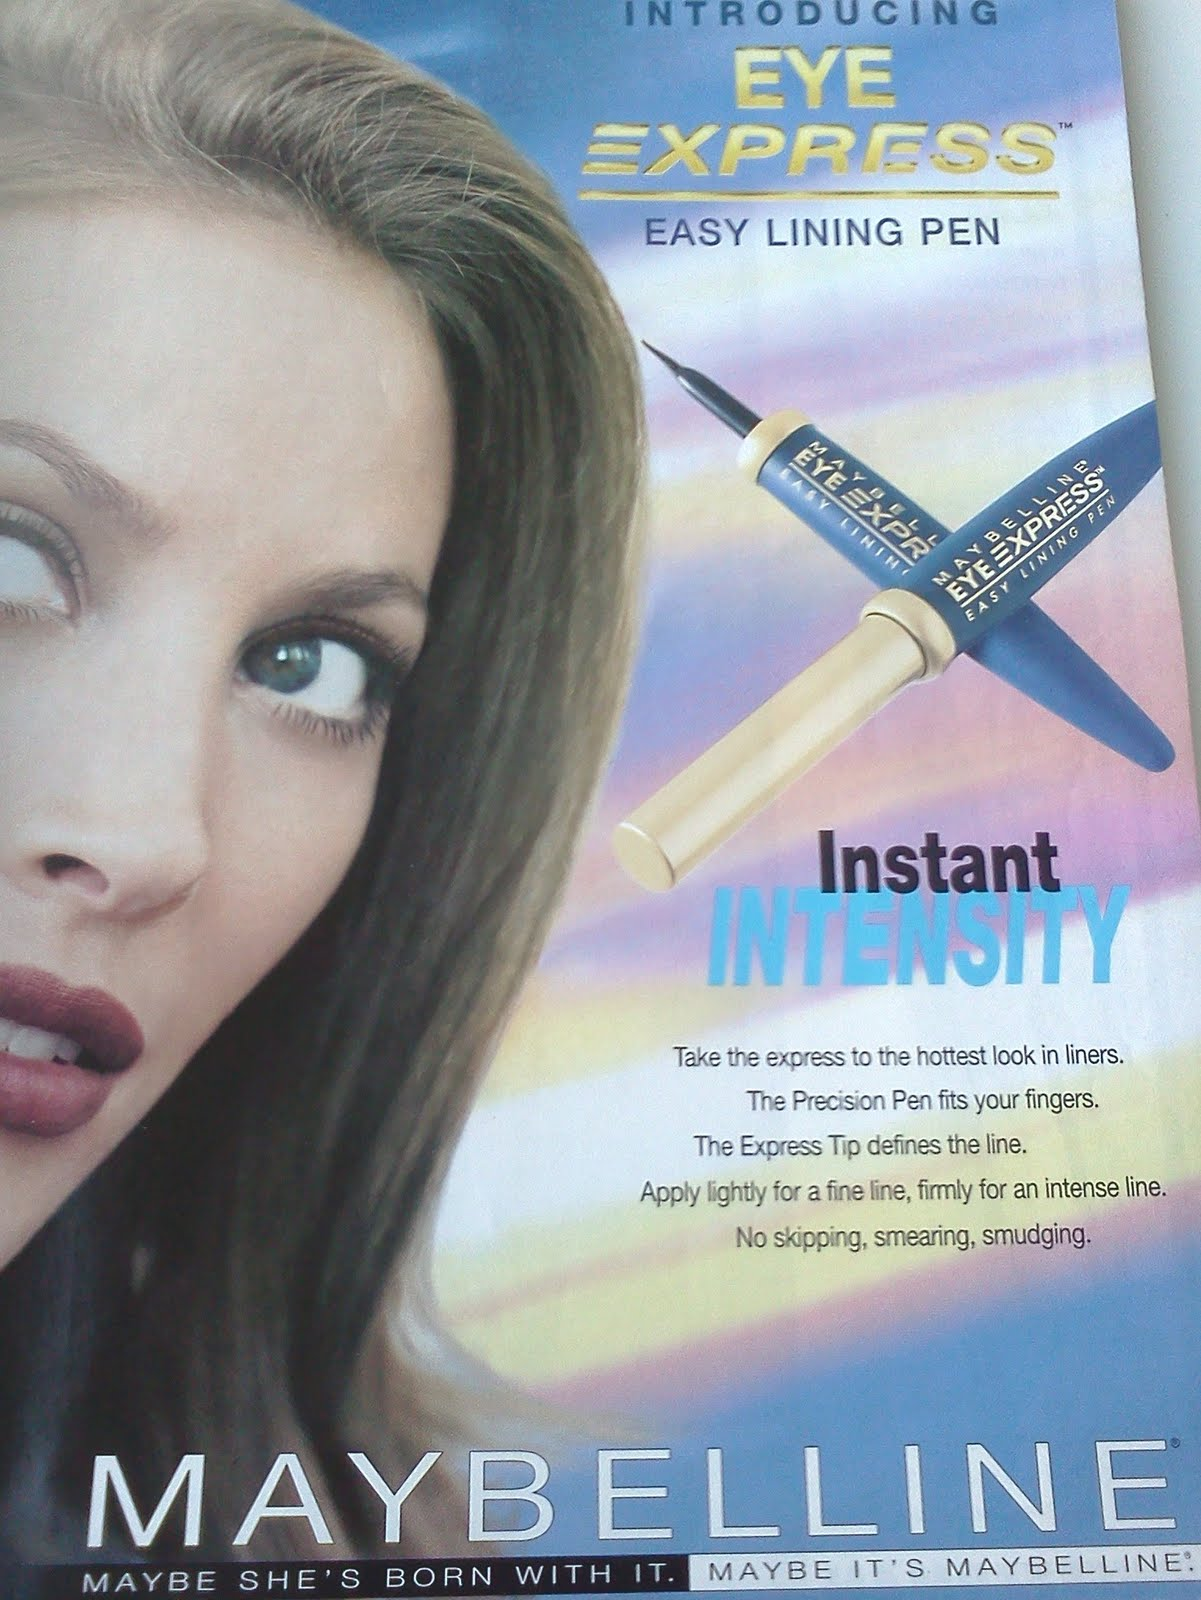 INTRODUCING
EYE
EXPRESS™
EASY LINING PEN
MAYBELL
EYE EXPR
EASY LINING
MAYBELLINE®
EYE EXPRESS™
EASY LINING PEN
Instant
INTENSITY
Take the express to the hottest look in liners.
The Precision Pen fits your fingers.
The Express Tip defines the line.
Apply lightly for a fine line, firmly for an intense line.
No skipping, smearing, smudging.
MAYBELLINE®
MAYBE SHE'S BORN WITH IT. MAYBE IT'S MAYBELLINE®.